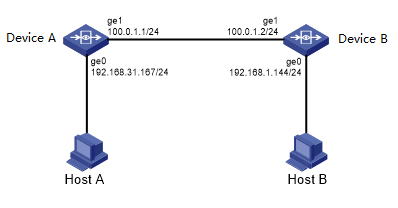 ge1
100.0.1.1/24
ge1
100.0.1.2/24
Device A
Device B
ge0
192.168.31.167/24
ge0
192.168.1.144/24
Host A
Host B